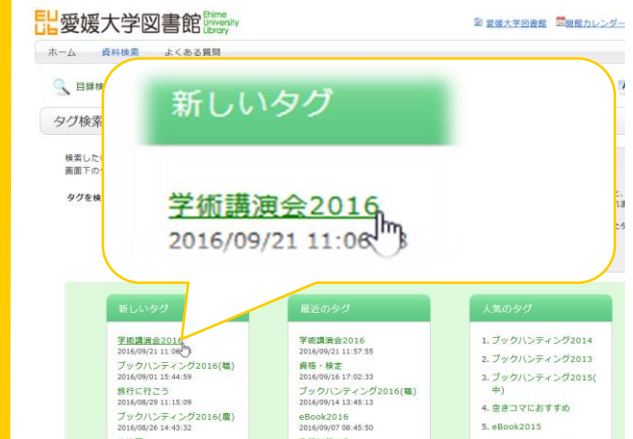 愛媛大学図書館 Ehime University Library
愛媛大学図書館 開館カレンダー
ホーム 資料検索 よくある質問
目録検
タグ検索
検索した
画面下の
タグを検
新しいタグ
学術講演会2016
2016/09/21 11:06
新しいタグ
学術講演会2016
2016/09/21 11:06
ブックハンティング2016(職)
2016/09/01 15:44:59
旅行に行こう
2016/08/29 11:15:09
ブックハンティング2016(農)
2016/08/26 14:43:32
最近のタグ
学術講演会2016
2016/09/21 11:57:55
資格・検定
2016/09/16 17:02:33
ブックハンティング2016(職)
2016/09/14 13:45:13
eBook2016
2016/09/07 08:45:50
人気のタグ
1. ブックハンティング2014
2. ブックハンティング2013
3. ブックハンティング2015(
中)
4. 空きコマにおすすめ
5. eBook2015